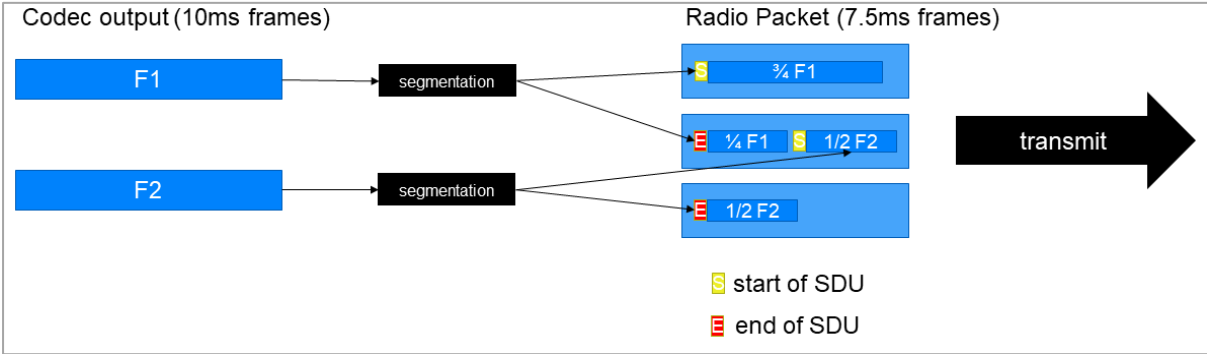 Codec output (10ms frames)
Radio Packet (7.5ms frames)
F1
segmentation
S
¾ F1
E
¼ F1
S
1/2 F2
transmit
F2
segmentation
E
1/2 F2
S start of SDU
E end of SDU